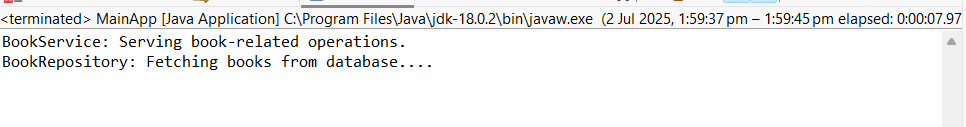 <terminated> MainApp [Java Application] C:\Program Files\Java\jdk-18.0.2\bin\javaw.exe (2 Jul 2025, 1:59:37 pm – 1:59:45 pm elapsed: 0:00:07.97
BookService: Serving book-related operations.
BookRepository: Fetching books from database....